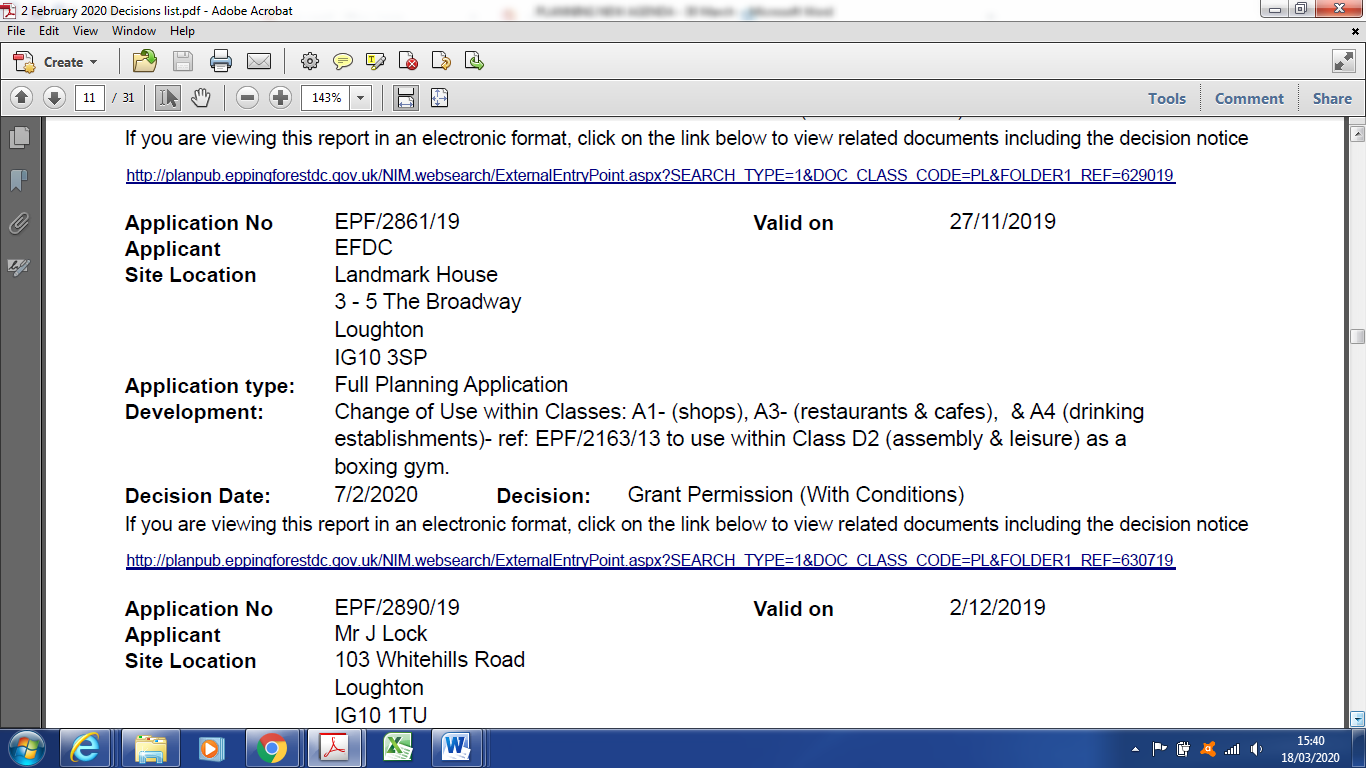 2 February 2020 Decisions list.pdf - Adobe Acrobat
File Edit View Window Help
Create
11 / 31 143% Tools Comment Share
If you are viewing this report in an electronic format, click on the link below to view related documents including the decision notice
http://planpub.eppingforestdc.gov.uk/NIM.websearch/ExternalEntryPoint.aspx?SEARCH_TYPE=1&DOC_CLASS_CODE=PL&FOLDER1_REF=629019
Application No EPF/2861/19 Valid on 27/11/2019
Applicant EFDC
Site Location Landmark House
3 - 5 The Broadway
Loughton
IG10 3SP
Application type: Full Planning Application
Development: Change of Use within Classes: A1- (shops), A3- (restaurants & cafes), & A4 (drinking
establishments)- ref: EPF/2163/13 to use within Class D2 (assembly & leisure) as a
boxing gym.
Decision Date: 7/2/2020 Decision: Grant Permission (With Conditions)
If you are viewing this report in an electronic format, click on the link below to view related documents including the decision notice
http://planpub.eppingforestdc.gov.uk/NIM.websearch/ExternalEntryPoint.aspx?SEARCH_TYPE=1&DOC_CLASS_CODE=PL&FOLDER1_REF=630719
Application No EPF/2890/19 Valid on 2/12/2019
Applicant Mr J Lock
Site Location 103 Whitehills Road
Loughton
IG10 1TU
15:40
18/03/2020